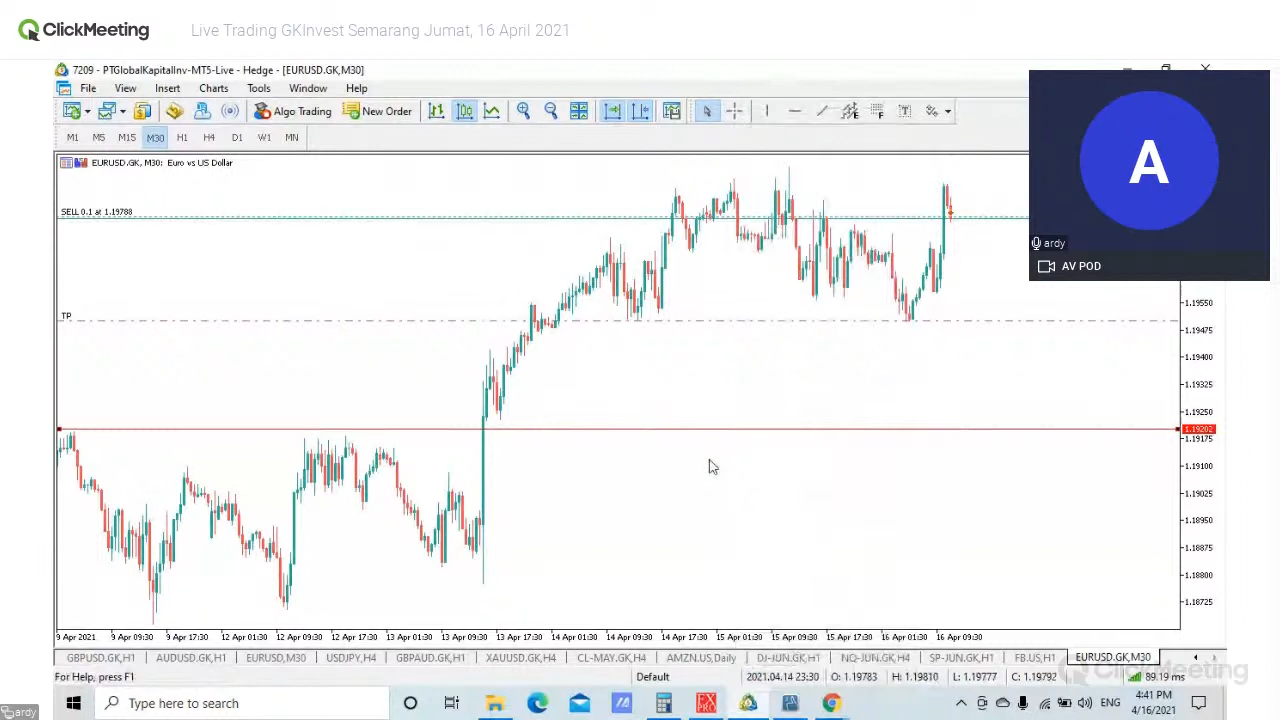 ClickMeeting
Live Trading GKInvest Semarang Jumat, 16 April 2021
7209 - PTGlobalKapitalInv-MT5-Live - Hedge - [EURUSD.GK,M30]
File View Insert Charts Tools Window Help
Algo Trading New Order
M1 M5 M15 M30 H1 H4 D1 W1 MN
EURUSD.GK, M30: Euro vs US Dollar
A
SELL 0.1 at 1.19788
ardy
AV POD
1.19550
TP
1.19475
1.19400
1.19325
1.19250
1.19202
1.19175
1.19100
1.19025
1.18950
1.18875
1.18800
1.18725
9 Apr 2021 9 Apr 09:30 9 Apr 17:30 12 Apr 01:30 12 Apr 09:30 12 Apr 17:30 13 Apr 01:30 13 Apr 09:30 13 Apr 17:30 14 Apr 01:30 14 Apr 09:30 14 Apr 17:30 15 Apr 01:30 15 Apr 09:30 15 Apr 17:30 16 Apr 01:30 16 Apr 09:30
GBPUSD.GK,H1 AUDUSD.GK,H1 EURUSD,M30 USDJPY,H4 GBPAUD.GK,H1 XAUUSD.GK,H4 CL-MAY.GK,H4 AMZN.US,Daily DJ-JUN.GK,H1 NQ-JUN.GK,H4 SP-JUN.GK,H1 FB.US,H1 EURUSD.GK,M30
ClickMeeting
For Help, press F1 Default 2021.04.14 23:30 O: 1.19783 H: 1.19810 L: 1.19777 C: 1.19792 89.19 ms
Type here to search
ENG
4:41 PM
4/16/2021
ardy